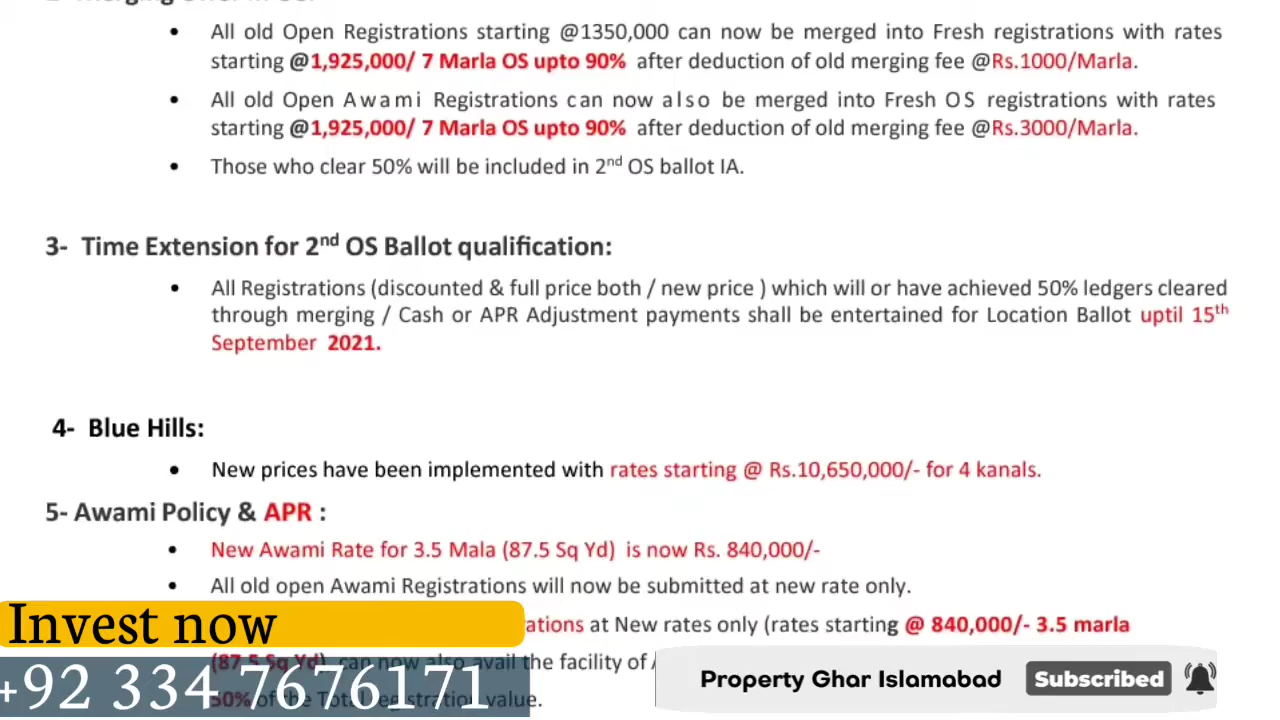 • All old Open Registrations starting @1350,000 can now be merged into Fresh registrations with rates
starting @1,925,000/ 7 Marla OS upto 90% after deduction of old merging fee @Rs.1000/Marla.
• All old Open Awami Registrations can now also be merged into Fresh OS registrations with rates
starting @1,925,000/ 7 Marla OS upto 90% after deduction of old merging fee @Rs.3000/Marla.
• Those who clear 50% will be included in 2nd OS ballot IA.
3- Time Extension for 2nd OS Ballot qualification:
• All Registrations (discounted & full price both / new price ) which will or have achieved 50% ledgers cleared
through merging / Cash or APR Adjustment payments shall be entertained for Location Ballot uptil 15th
September 2021.
4- Blue Hills:
• New prices have been implemented with rates starting @ Rs.10,650,000/- for 4 kanals.
5- Awami Policy & APR :
• New Awami Rate for 3.5 Mala (87.5 Sq Yd) is now Rs. 840,000/-
• All old open Awami Registrations will now be submitted at new rate only.
Invest now
ations at New rates only (rates starting @ 840,000/- 3.5 marla
(87.5 Sq Yd) can now also avail the facility of
50% of the Total Registration value.
+92 334 7676171
Property Ghar Islamabad Subscribed